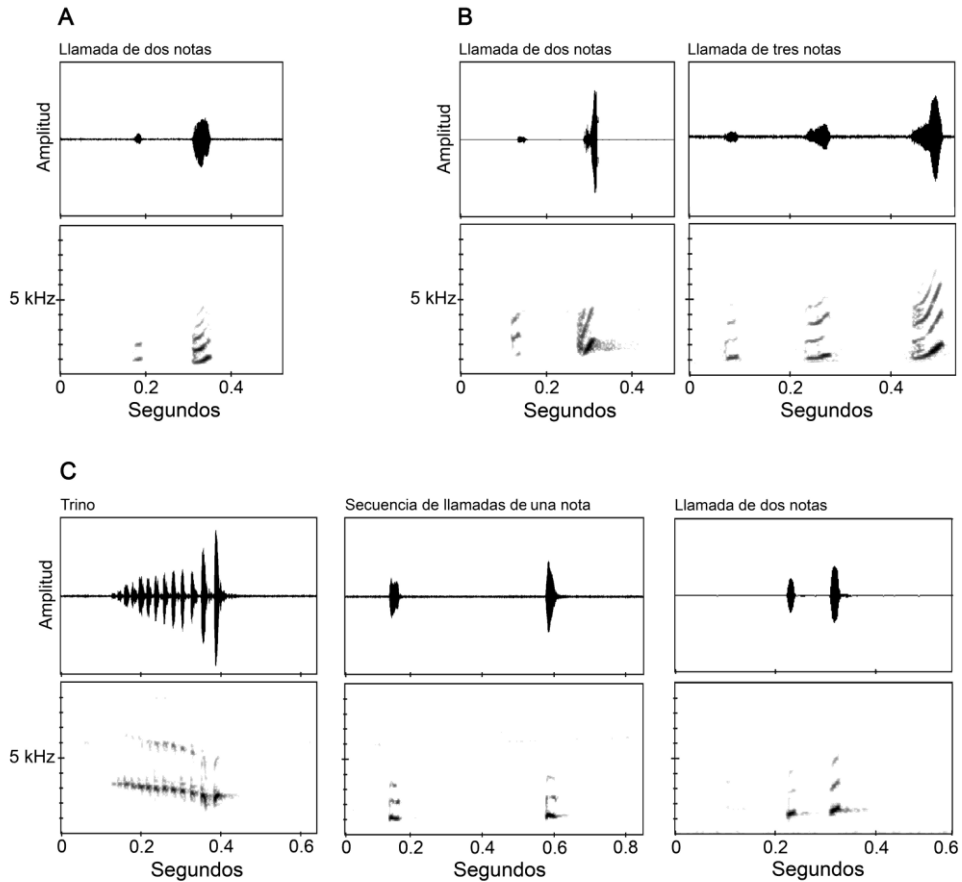 A
Llamada de dos notas
Amplitud
5 kHz
0 0.2 0.4
Segundos
B
Llamada de dos notas
Llamada de tres notas
Amplitud
5 kHz
0 0.2 0.4
0 0.2 0.4
Segundos
Segundos
C
Trino
Secuencia de llamadas de una nota
Llamada de dos notas
Amplitud
5 kHz
0 0.2 0.4 0.6
0 0.2 0.4 0.6 0.8
0 0.2 0.4 0.6
Segundos
Segundos
Segundos